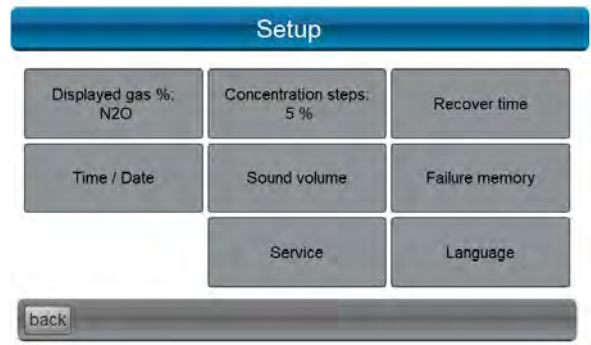 Setup
Displayed gas %:
N2O
Concentration steps:
5 %
Recover time
Time / Date
Sound volume
Failure memory
Service
Language
back